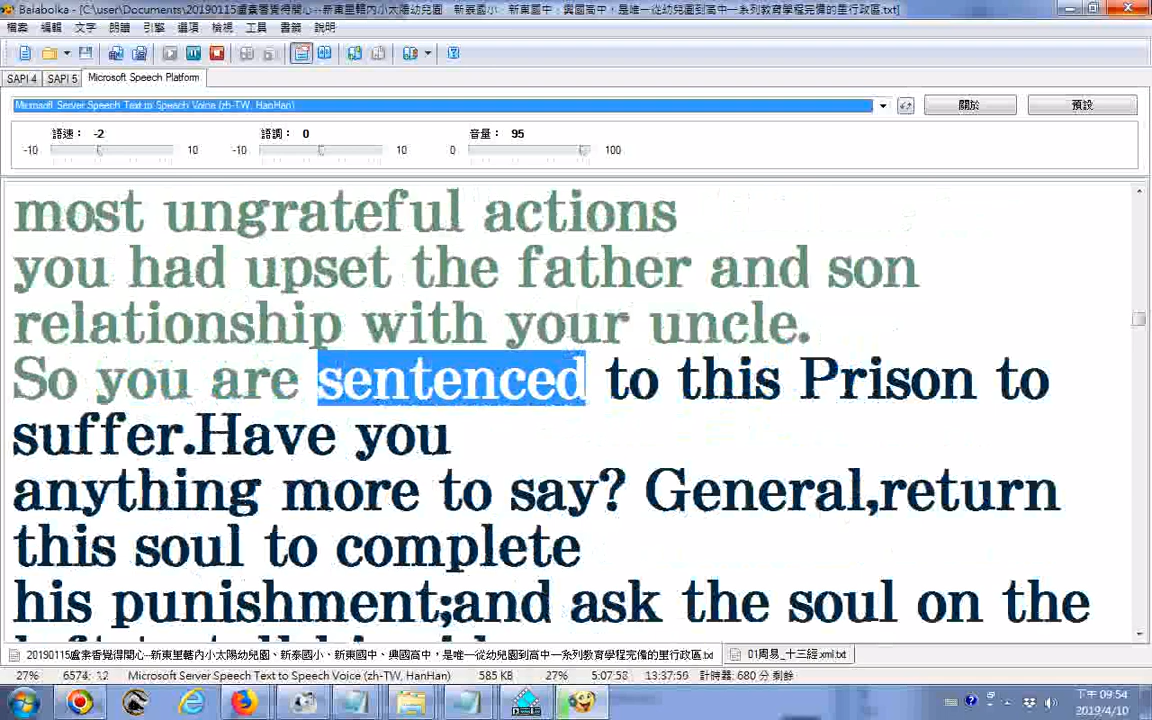 Balabolka - [C:\user\Documents\20190115盧素香覺得開心--新東里轄內小太陽幼兒園、新泰國小、新東國中、興國高中，是唯一從幼兒園到高中一系列教育學程完備的里行政區.txt]
檔案 編輯 文字 朗讀 引擎 選項 檢視 工具 書籤 說明
SAPI 4 SAPI 5 Microsoft Speech Platform
Microsoft Server Speech Text to Speech Voice (zh-TW, HanHan) 關於 預設
語速： -2 語調： 0 音量： 95
-10 10 -10 10 0 100
most ungrateful actions
you had upset the father and son
relationship with your uncle.
So you are sentenced to this Prison to
suffer.Have you
anything more to say? General,return
this soul to complete
his punishment;and ask the soul on the
20190115盧素香覺得開心--新東里轄內小太陽幼兒園、新泰國小、新東國中、興國高中，是唯一從幼兒園到高中一系列教育學程完備的里行政區.txt 01周易_十三經.xml.txt
27% 6574: 12 Microsoft Server Speech Text to Speech Voice (zh-TW, HanHan) 585 KB 27% 5:07:58 13:37:59 計時器: 680 分 剩餘
下午 09:54
2019/4/10